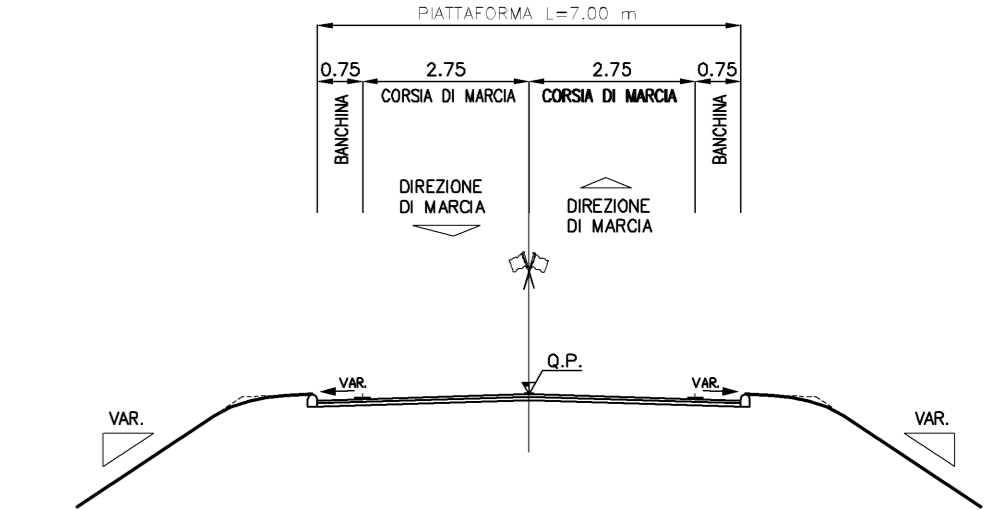 PIATTAFORMA L=7.00 m
0.75 2.75 2.75 0.75
CORSIA DI MARCIA CORSIA DI MARCIA
BANCHINA
BANCHINA
DIREZIONE
DI MARCIA
DIREZIONE
DI MARCIA
Q.P.
VAR.
VAR.
VAR.
VAR.